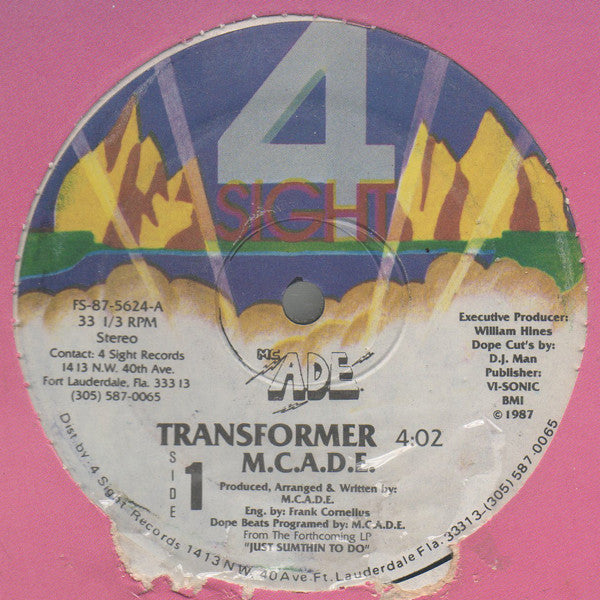 4
SIGHT
FS-87-5624-A
33 1/3 RPM
Stereo
Contact: 4 Sight Records
1413 N.W. 40th Ave.
Fort Lauderdale, Fla. 33313
(305) 587-0065
Executive Producer:
William Hines
Dope Cut's by:
D.J. Man
Publisher:
VI-SONIC
BMI
©1987
MC
ADE
TRANSFORMER 4:02
M.C.A.D.E.
SIDE
1
Produced, Arranged & Written by:
M.C.A.D.E.
Eng. by: Frank Cornelius
Dope Beats Programed by: M.C.A.D.E.
From The Forthcoming LP
"JUST SUMTHIN TO DO"
Dist. by: 4 Sight Records 1413 N.W. 40 Ave. Ft. Lauderdale Fla. 33313-(305) 587-0065